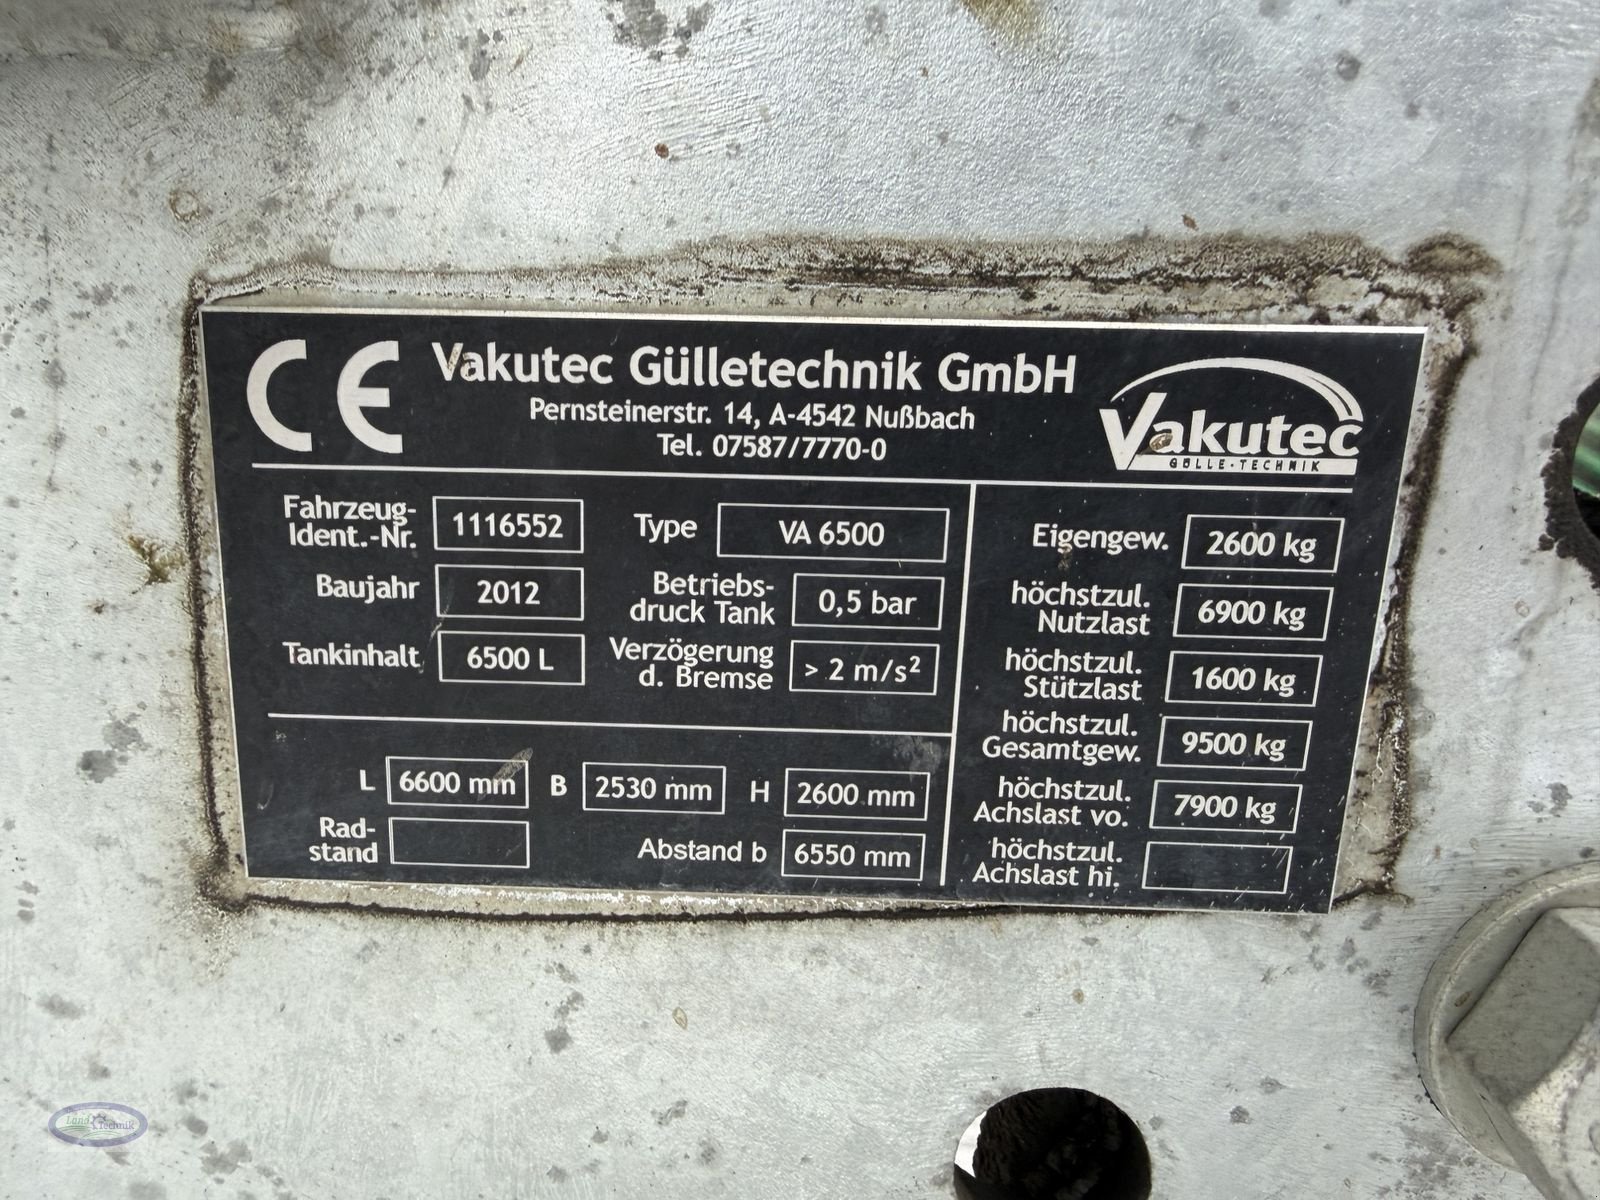 CE
Vakutec Gülletechnik GmbH
Pernsteinerstr. 14, A-4542 Nußbach
Tel. 07587/7770-0
Vakutec
GÜLLE-TECHNIK
Fahrzeug-
Ident.-Nr. 1116552
Baujahr 2012
Tankinhalt 6500 L
Type VA 6500
Betriebs-
druck Tank 0,5 bar
Verzögerung
d. Bremse > 2 m/s²
L 6600 mm B 2530 mm H 2600 mm
Rad-
stand
Abstand b 6550 mm
Eigengew. 2600 kg
höchstzul.
Nutzlast 6900 kg
höchstzul.
Stützlast 1600 kg
höchstzul.
Gesamtgew. 9500 kg
höchstzul.
Achslast vo. 7900 kg
höchstzul.
Achslast hi.
Land
Technik